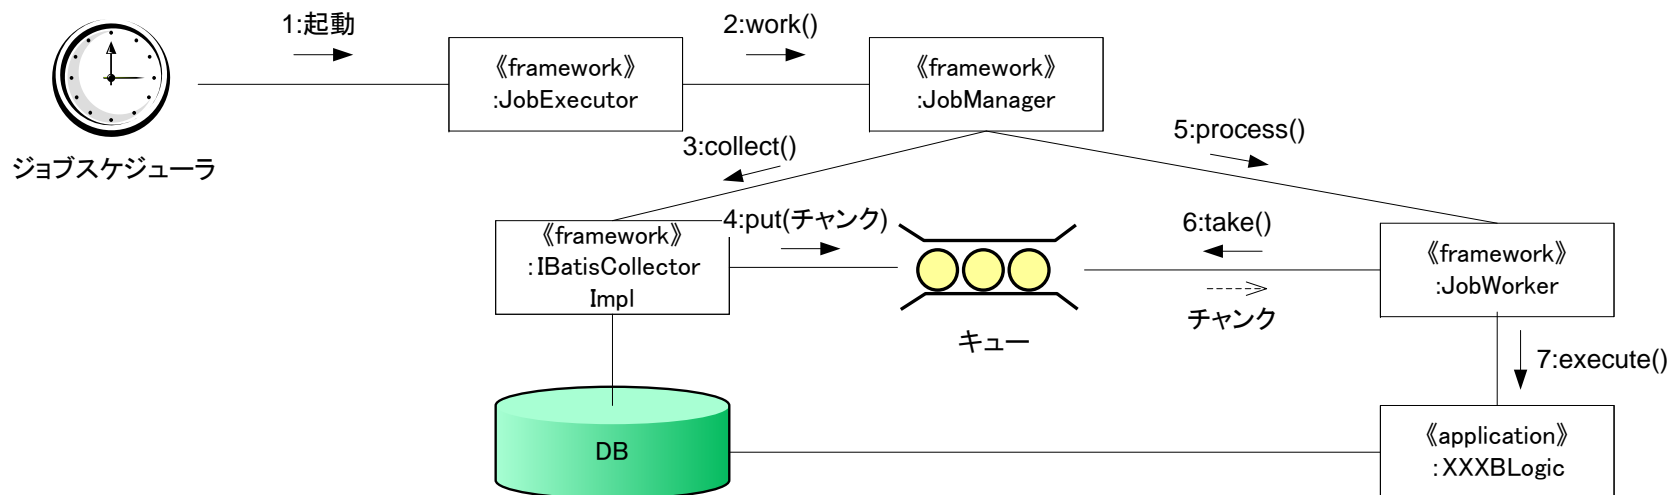 1:起動
2:work()
《framework》
:JobExecutor
《framework》
:JobManager
ジョブスケジューラ
3:collect()
5:process()
4:put(チャンク)
6:take()
《framework》
:IBatisCollector
Impl
《framework》
:JobWorker
チャンク
キュー
7:execute()
DB
《application》
:XXXBLogic